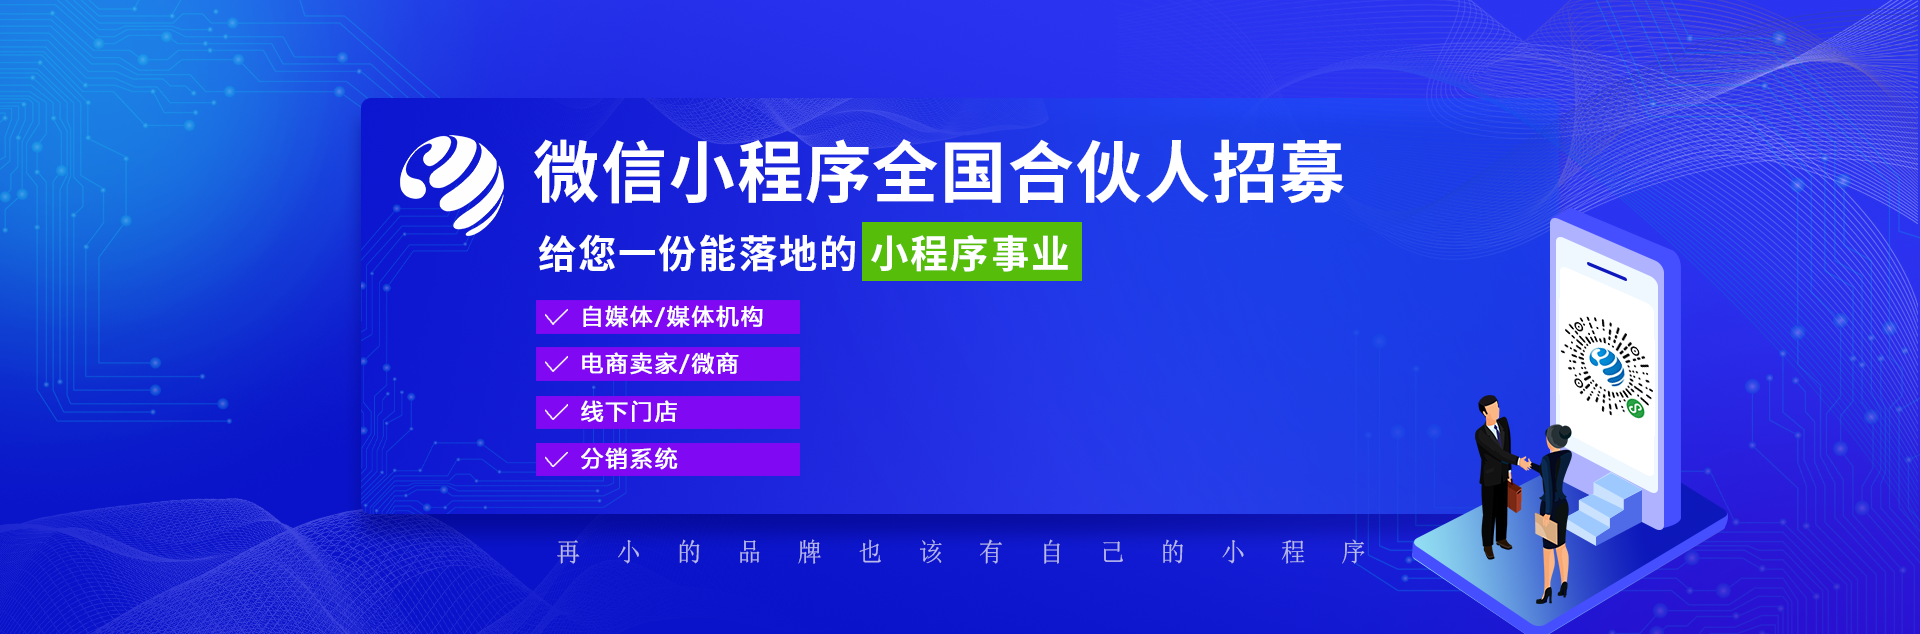 微信小程序全国合伙人招募
给您一份能落地的 小程序事业
自媒体/媒体机构
电商卖家/微商
线下门店
分销系统
再小的品牌也该有自己的小程序